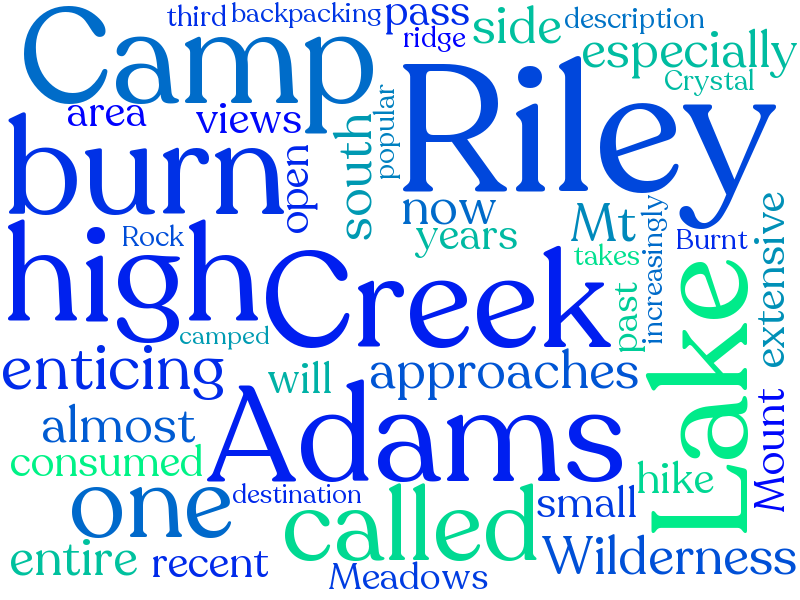 third
backpacking
pass
side
description
Camp
ridge
especially
Crystal
area
views
popular
Riley
burn
open
south
now
years
Mt
takes
increasingly
Burnt
extensive
Rock
high
Creek
past
Lake
camped
enticing
will
approaches
Adams
almost
Mount
consumed
hike
one
destination
called
small
entire
recent
Meadows
Wilderness